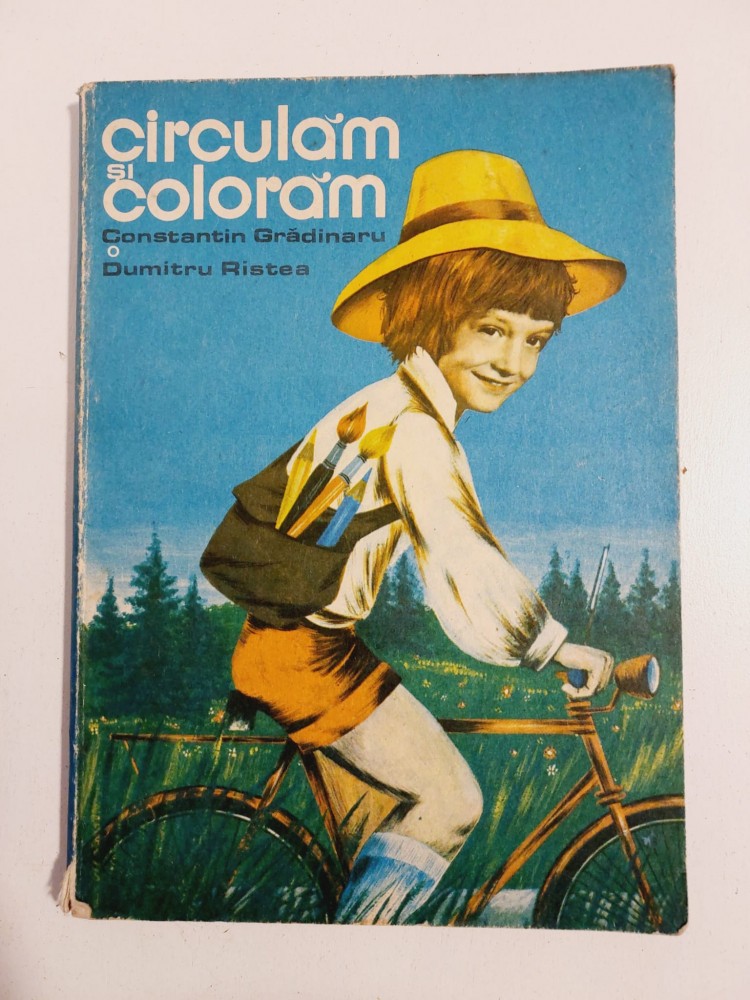 circulăm
și
colorăm
Constantin Grădinaru
o
Dumitru Ristea